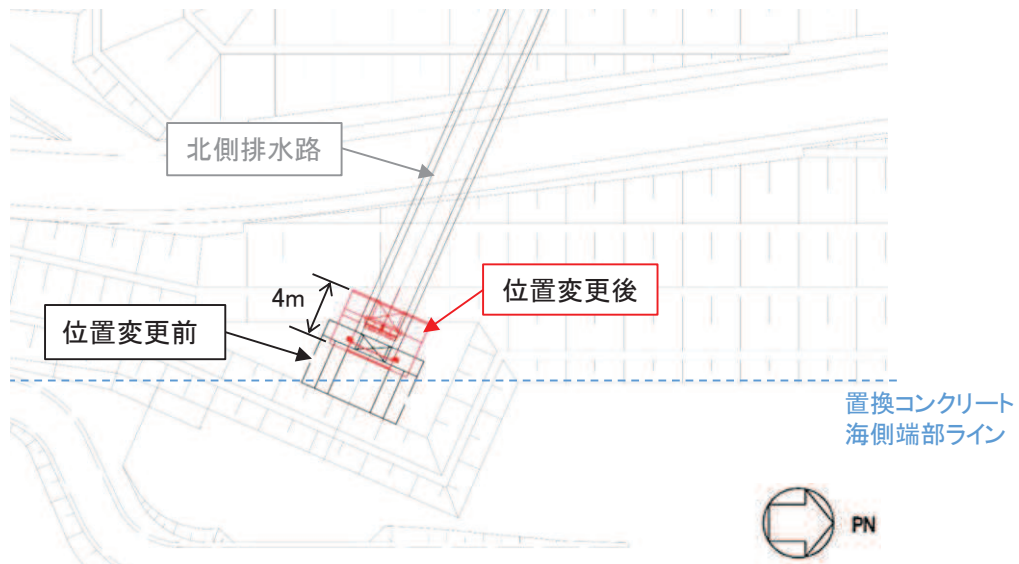 北側排水路
4m
位置変更後
位置変更前
置換コンクリート
海側端部ライン
PN